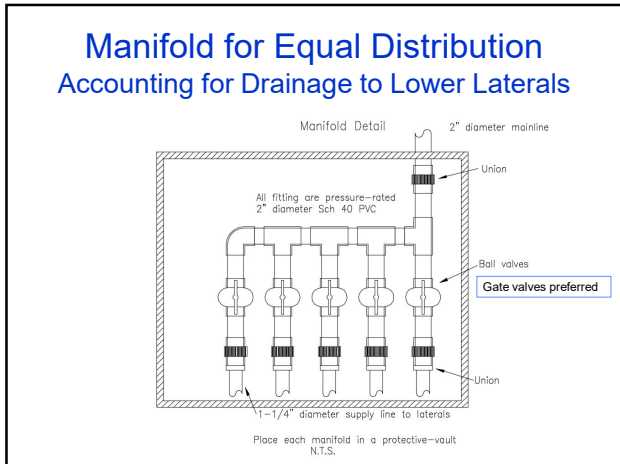 Manifold for Equal Distribution
Accounting for Drainage to Lower Laterals
Manifold Detail
2" diameter mainline
Union
All fitting are pressure-rated
2" diameter Sch 40 PVC
Ball valves
Gate valves preferred
Union
1-1/4" diameter supply line to laterals
Place each manifold in a protective-vault
N.T.S.